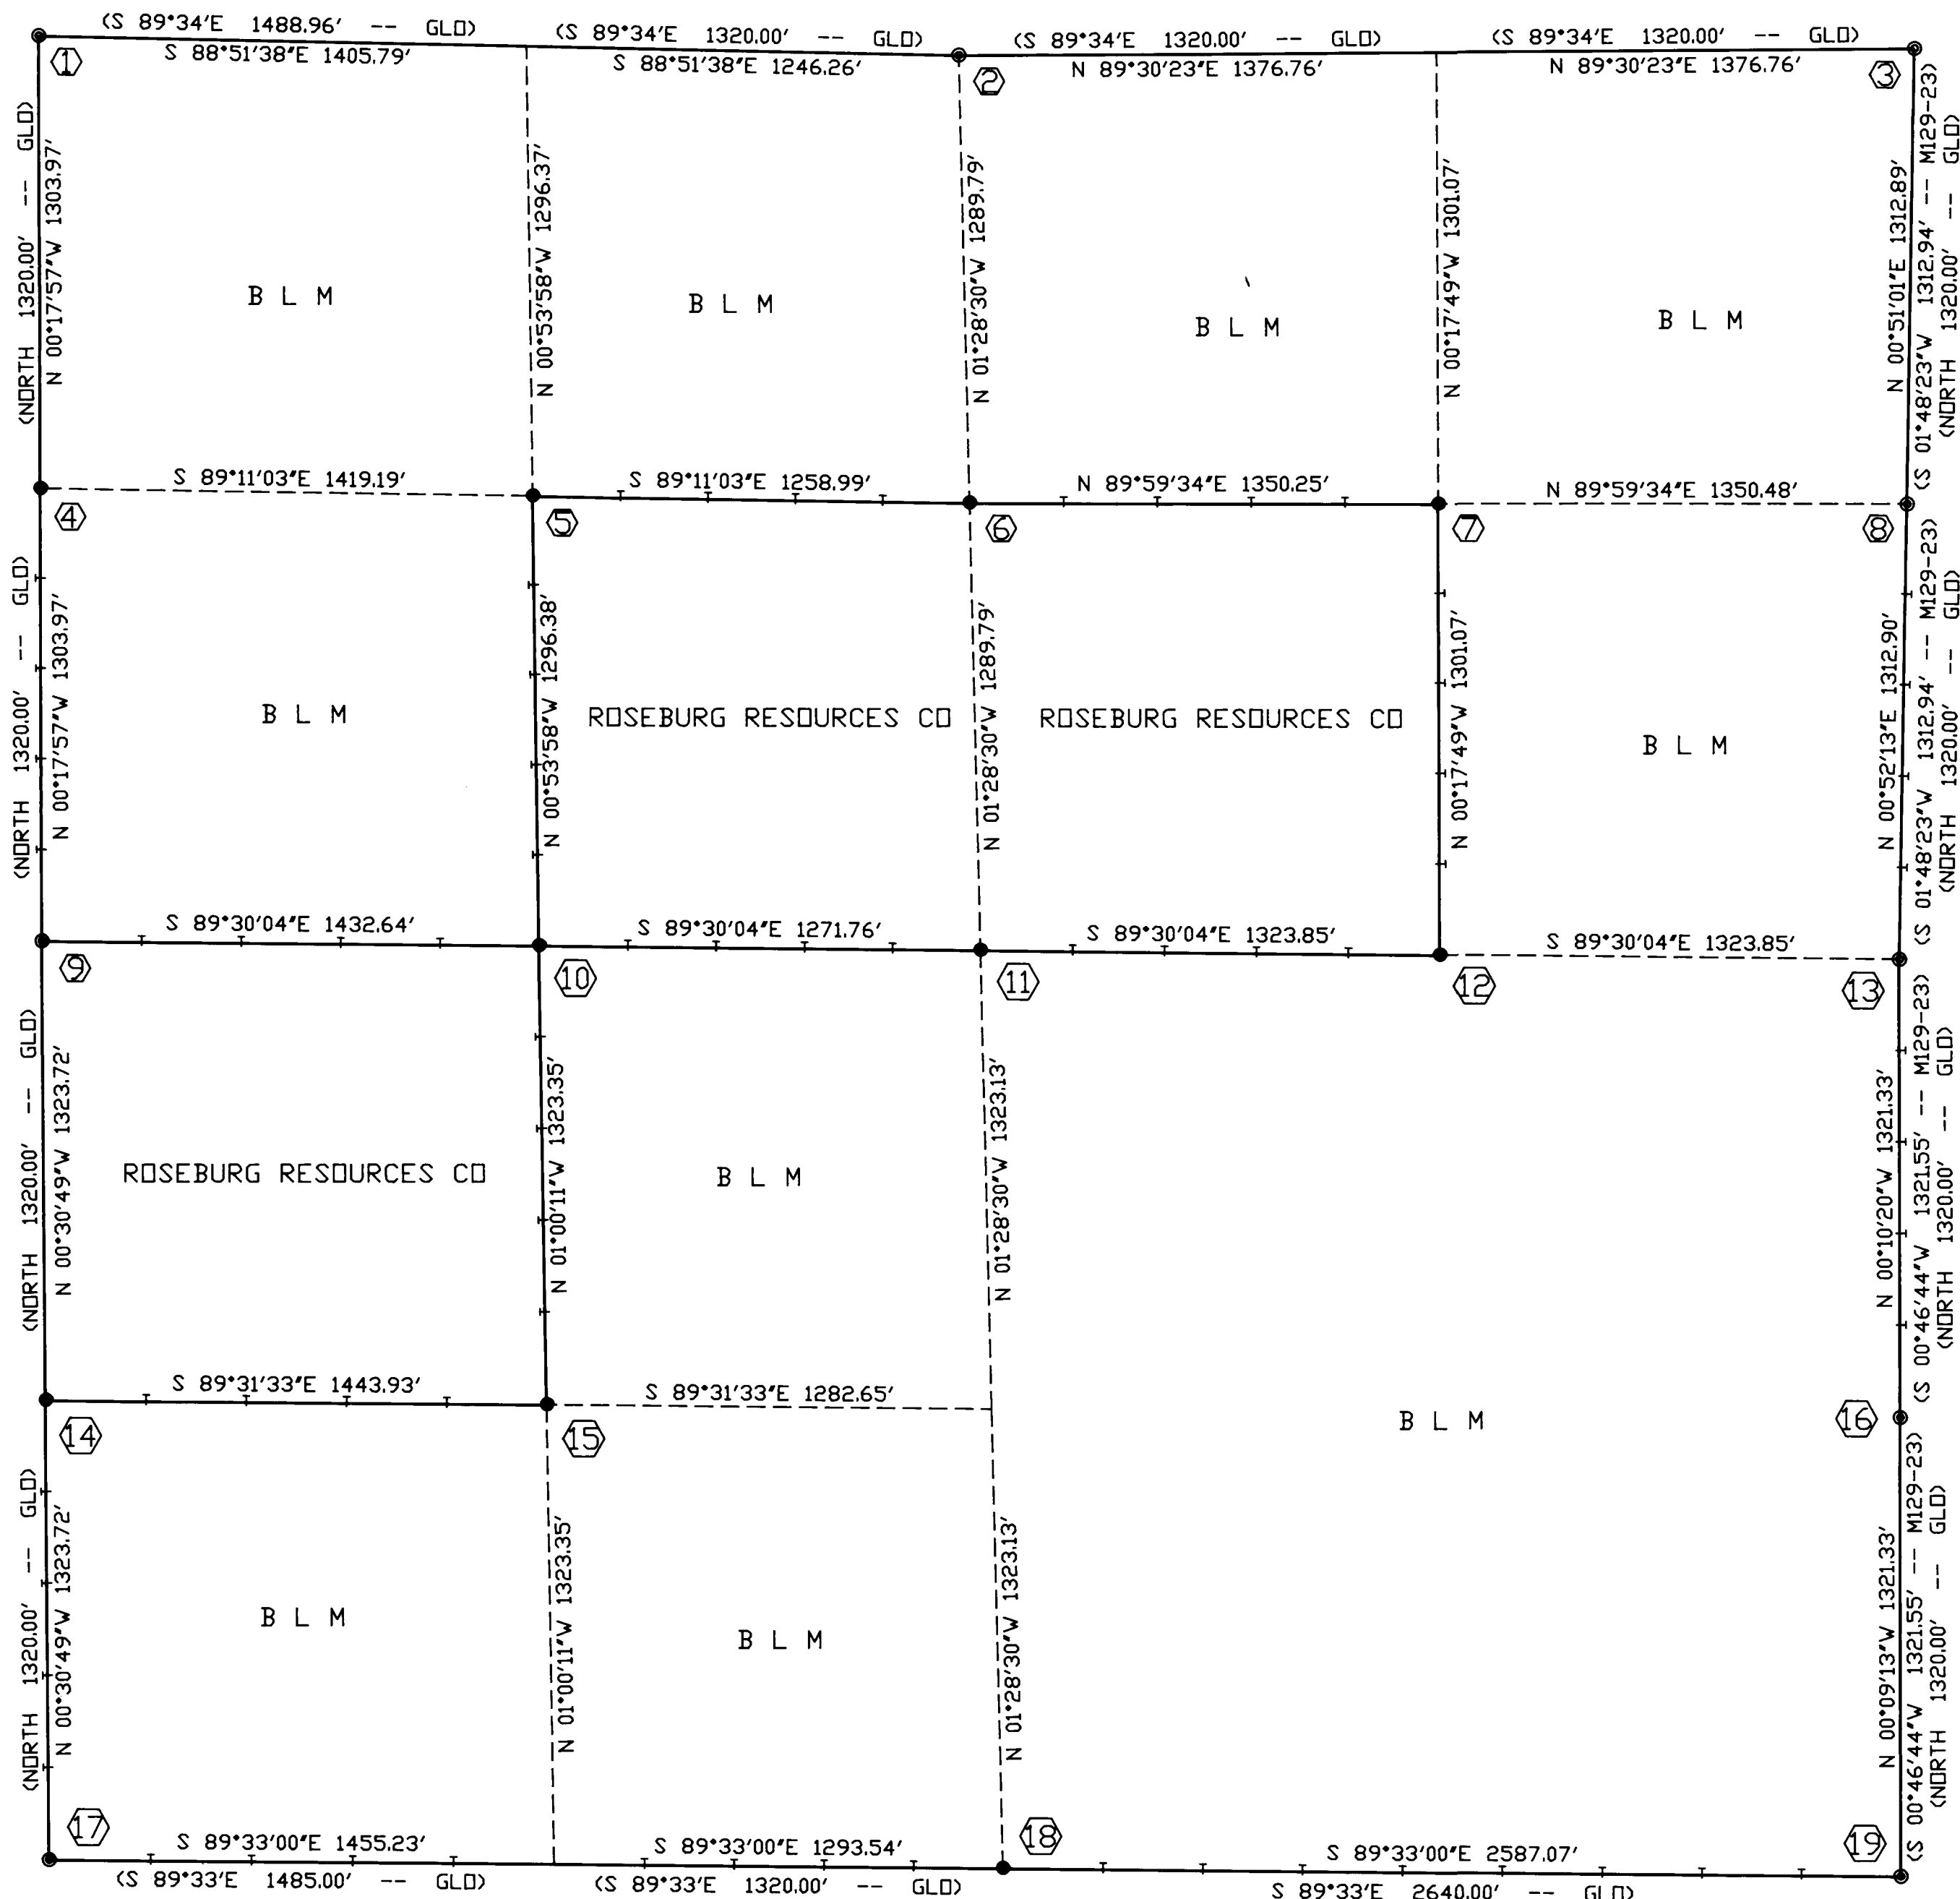 (S 89°34'E 1488.96' -- GLO)
(S 89°34'E 1320.00' -- GLO)
(S 89°34'E 1320.00' -- GLO)
(S 89°34'E 1320.00' -- GLO)
S 88°51'38"E 1405.79'
S 88°51'38"E 1246.26'
N 89°30'23"E 1376.76'
N 89°30'23"E 1376.76'
1
2
3
(NORTH 1320.00' -- GLO)
N 00°17'57"W 1303.97'
N 00°53'58"W 1296.37'
N 01°28'30"W 1289.79'
N 00°17'49"W 1301.07'
N 00°51'01"E 1312.89'
(S 01°48'23"W 1312.94' -- M129-23)
(NORTH 1320.00' -- GLO)
B L M
B L M
B L M
B L M
S 89°11'03"E 1419.19'
S 89°11'03"E 1258.99'
N 89°59'34"E 1350.25'
N 89°59'34"E 1350.48'
4
5
6
7
8
(NORTH 1320.00' -- GLO)
N 00°17'57"W 1303.97'
N 00°53'58"W 1296.38'
N 01°28'30"W 1289.79'
N 00°17'49"W 1301.07'
N 00°52'13"E 1312.90'
(S 01°48'23"W 1312.94' -- M129-23)
(NORTH 1320.00' -- GLO)
B L M
ROSEBURG RESOURCES CO
ROSEBURG RESOURCES CO
B L M
S 89°30'04"E 1432.64'
S 89°30'04"E 1271.76'
S 89°30'04"E 1323.85'
S 89°30'04"E 1323.85'
9
10
11
12
13
(NORTH 1320.00' -- GLO)
N 00°30'49"W 1323.72'
N 01°00'11"W 1323.35'
N 01°28'30"W 1323.13'
N 00°10'20"W 1321.33'
(S 00°46'44"W 1321.55' -- M129-23)
(NORTH 1320.00' -- GLO)
ROSEBURG RESOURCES CO
B L M
S 89°31'33"E 1443.93'
S 89°31'33"E 1282.65'
B L M
14
15
16
(NORTH 1320.00' -- GLO)
N 00°30'49"W 1323.72'
N 01°00'11"W 1323.35'
N 01°28'30"W 1323.13'
N 00°09'13"W 1321.33'
(S 00°46'44"W 1321.55' -- M129-23)
(NORTH 1320.00' -- GLO)
B L M
B L M
17
18
19
S 89°33'00"E 1455.23'
S 89°33'00"E 1293.54'
S 89°33'00"E 2587.07'
(S 89°33'E 1485.00' -- GLO)
(S 89°33'E 1320.00' -- GLO)
S 89°33'E 2640.00' -- GLO)